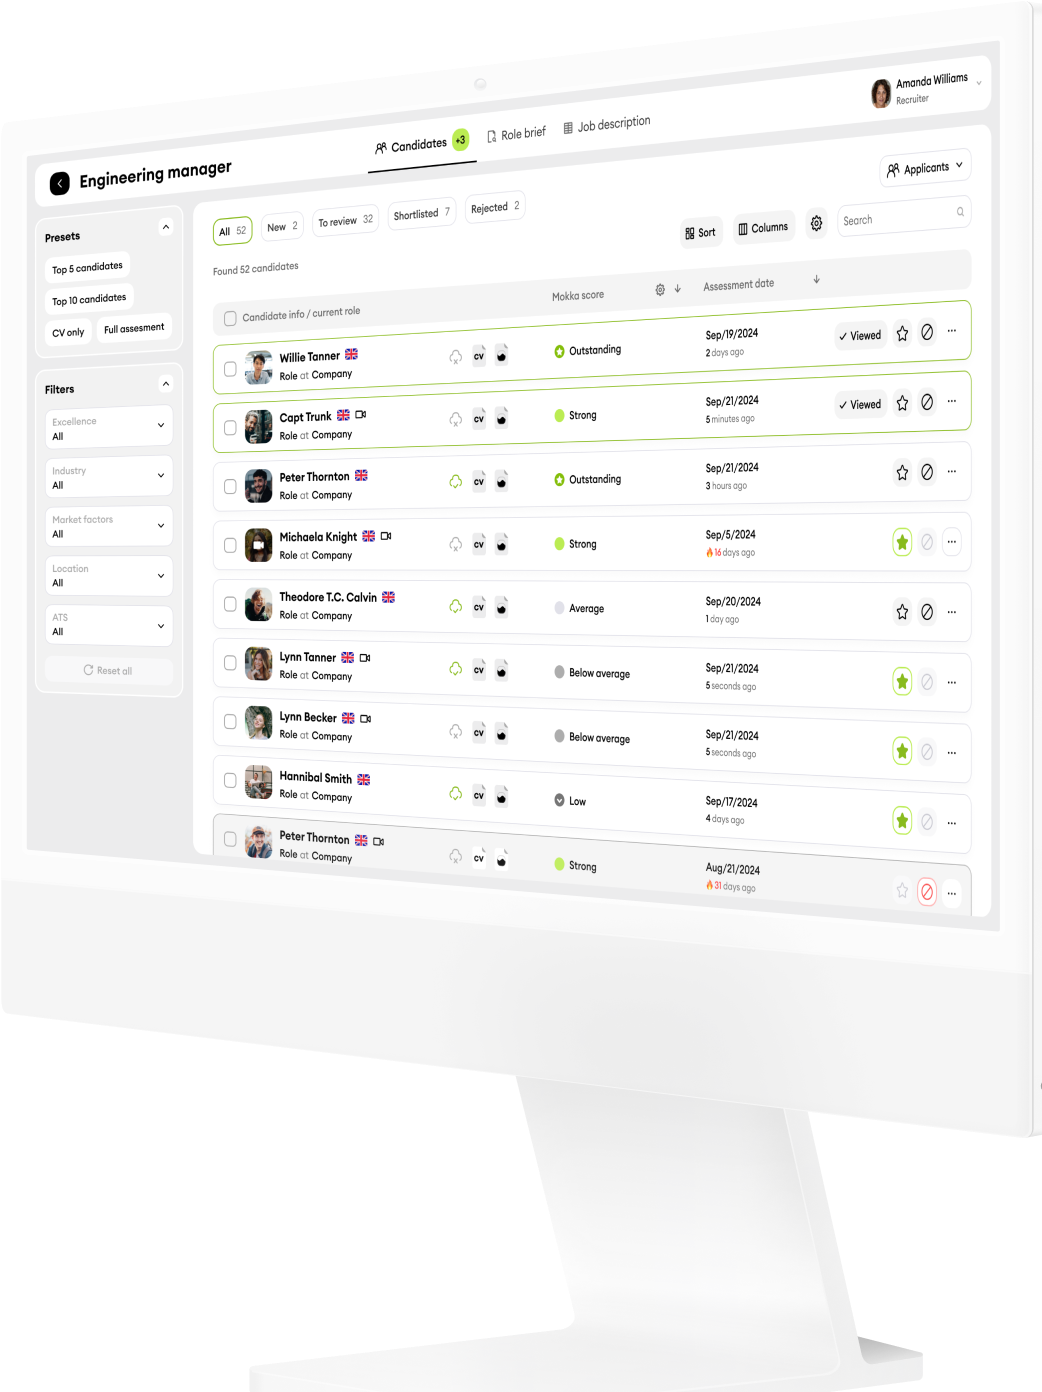 Amanda Williams
Recruiter
Engineering manager
Candidates +3
Role brief
Job description
Applicants
Presets
Top 5 candidates
Top 10 candidates
CV only
Full assesment
Filters
Excellence
All
Industry
All
Market factors
All
Location
All
ATS
All
Reset all
All 52
New 2
To review 32
Shortlisted 7
Rejected 2
Sort
Columns
Search
Found 52 candidates
Candidate info / current role
Mokka score
Assessment date
Willie Tanner
Role at Company
CV
Outstanding
Sep/19/2024
2 days ago
✓ Viewed
Capt Trunk
Role at Company
CV
Strong
Sep/21/2024
5 minutes ago
✓ Viewed
Peter Thornton
Role at Company
CV
Outstanding
Sep/21/2024
3 hours ago
Michaela Knight
Role at Company
CV
Strong
Sep/5/2024
16 days ago
Theodore T.C. Calvin
Role at Company
CV
Average
Sep/20/2024
1 day ago
Lynn Tanner
Role at Company
CV
Below average
Sep/21/2024
5 seconds ago
Lynn Becker
Role at Company
CV
Below average
Sep/21/2024
5 seconds ago
Hannibal Smith
Role at Company
CV
Low
Sep/17/2024
4 days ago
Peter Thornton
Role at Company
CV
Strong
Aug/21/2024
31 days ago